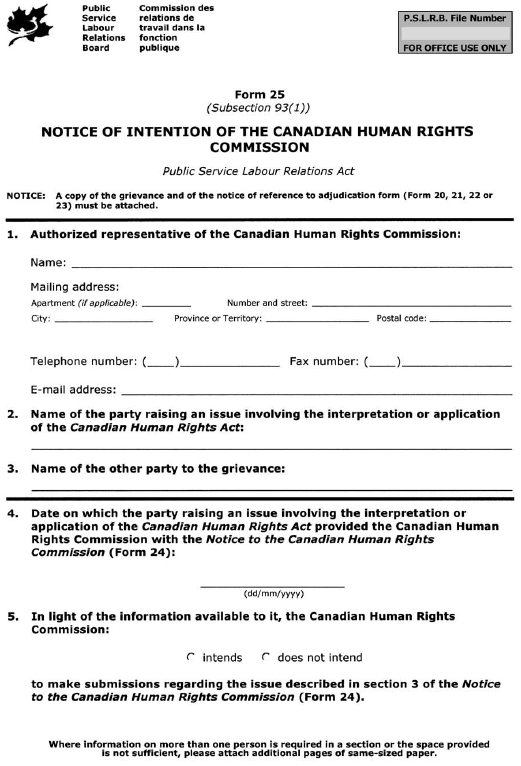 Public
Service
Labour
Relations
Board
Commission des
relations de
travail dans la
fonction
publique
P.S.L.R.B. File Number
FOR OFFICE USE ONLY
Form 25
(Subsection 93(1))
NOTICE OF INTENTION OF THE CANADIAN HUMAN RIGHTS
COMMISSION
Public Service Labour Relations Act
NOTICE: A copy of the grievance and of the notice of reference to adjudication form (Form 20, 21, 22 or
23) must be attached.
1. Authorized representative of the Canadian Human Rights Commission:
Name:
Mailing address:
Apartment (if applicable): Number and street:
City: Province or Territory: Postal code:
Telephone number: ( ) Fax number: ( )
E-mail address:
2. Name of the party raising an issue involving the interpretation or application
of the Canadian Human Rights Act:
3. Name of the other party to the grievance:
4. Date on which the party raising an issue involving the interpretation or
application of the Canadian Human Rights Act provided the Canadian Human
Rights Commission with the Notice to the Canadian Human Rights
Commission (Form 24):
(dd/mm/yyyy)
5. In light of the information available to it, the Canadian Human Rights
Commission:
intends does not intend
to make submissions regarding the issue described in section 3 of the Notice
to the Canadian Human Rights Commission (Form 24).
Where information on more than one person is required in a section or the space provided
is not sufficient, please attach additional pages of same-sized paper.